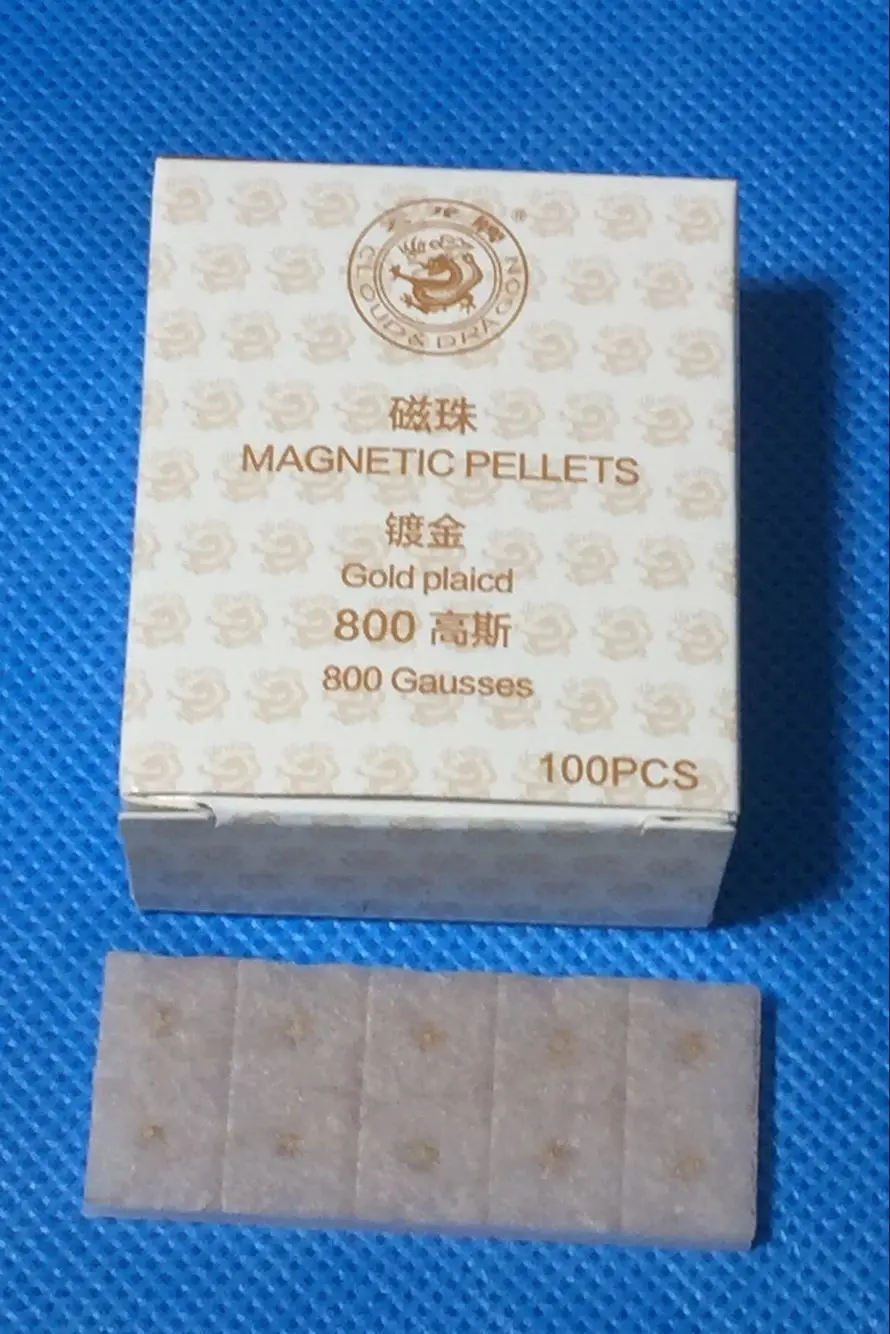 ®
CLOUD & DRAGON
磁珠
MAGNETIC PELLETS
镀金
Gold plaicd
800 高斯
800 Gausses
100PCS